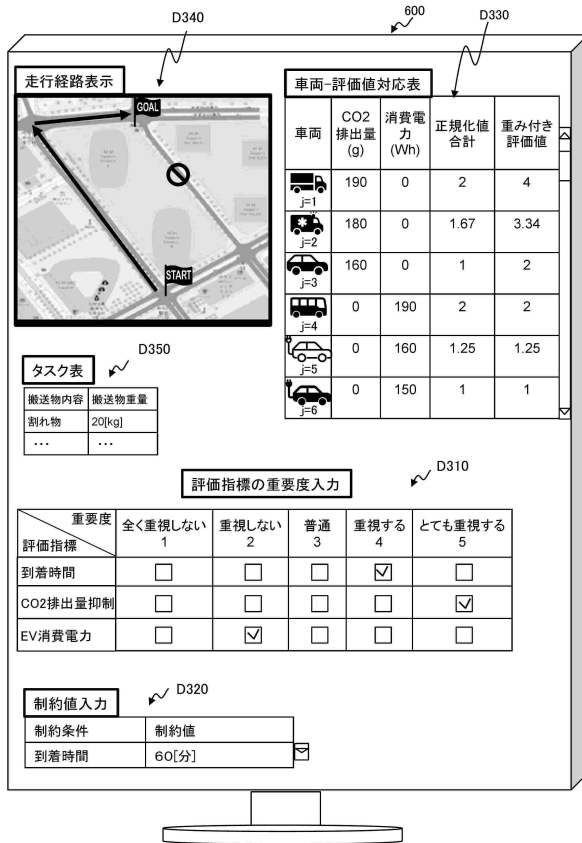 D340
600
D330
走行経路表示
GOAL
START
車両-評価値対応表
車両 CO2排出量(g) 消費電力(Wh) 正規化値合計 重み付き評価値
j=1 190 0 2 4
j=2 180 0 1.67 3.34
j=3 160 0 1 2
j=4 0 190 2 2
j=5 0 160 1.25 1.25
j=6 0 150 1 1
D350
タスク表
搬送物内容 搬送物重量
割れ物 20[kg]
... ...
D310
評価指標の重要度入力
重要度
評価指標
全く重視しない 重視しない 普通 重視する とても重視する
1 2 3 4 5
到着時間
CO2排出量抑制
EV消費電力
D320
制約値入力
制約条件 制約値
到着時間 60[分]